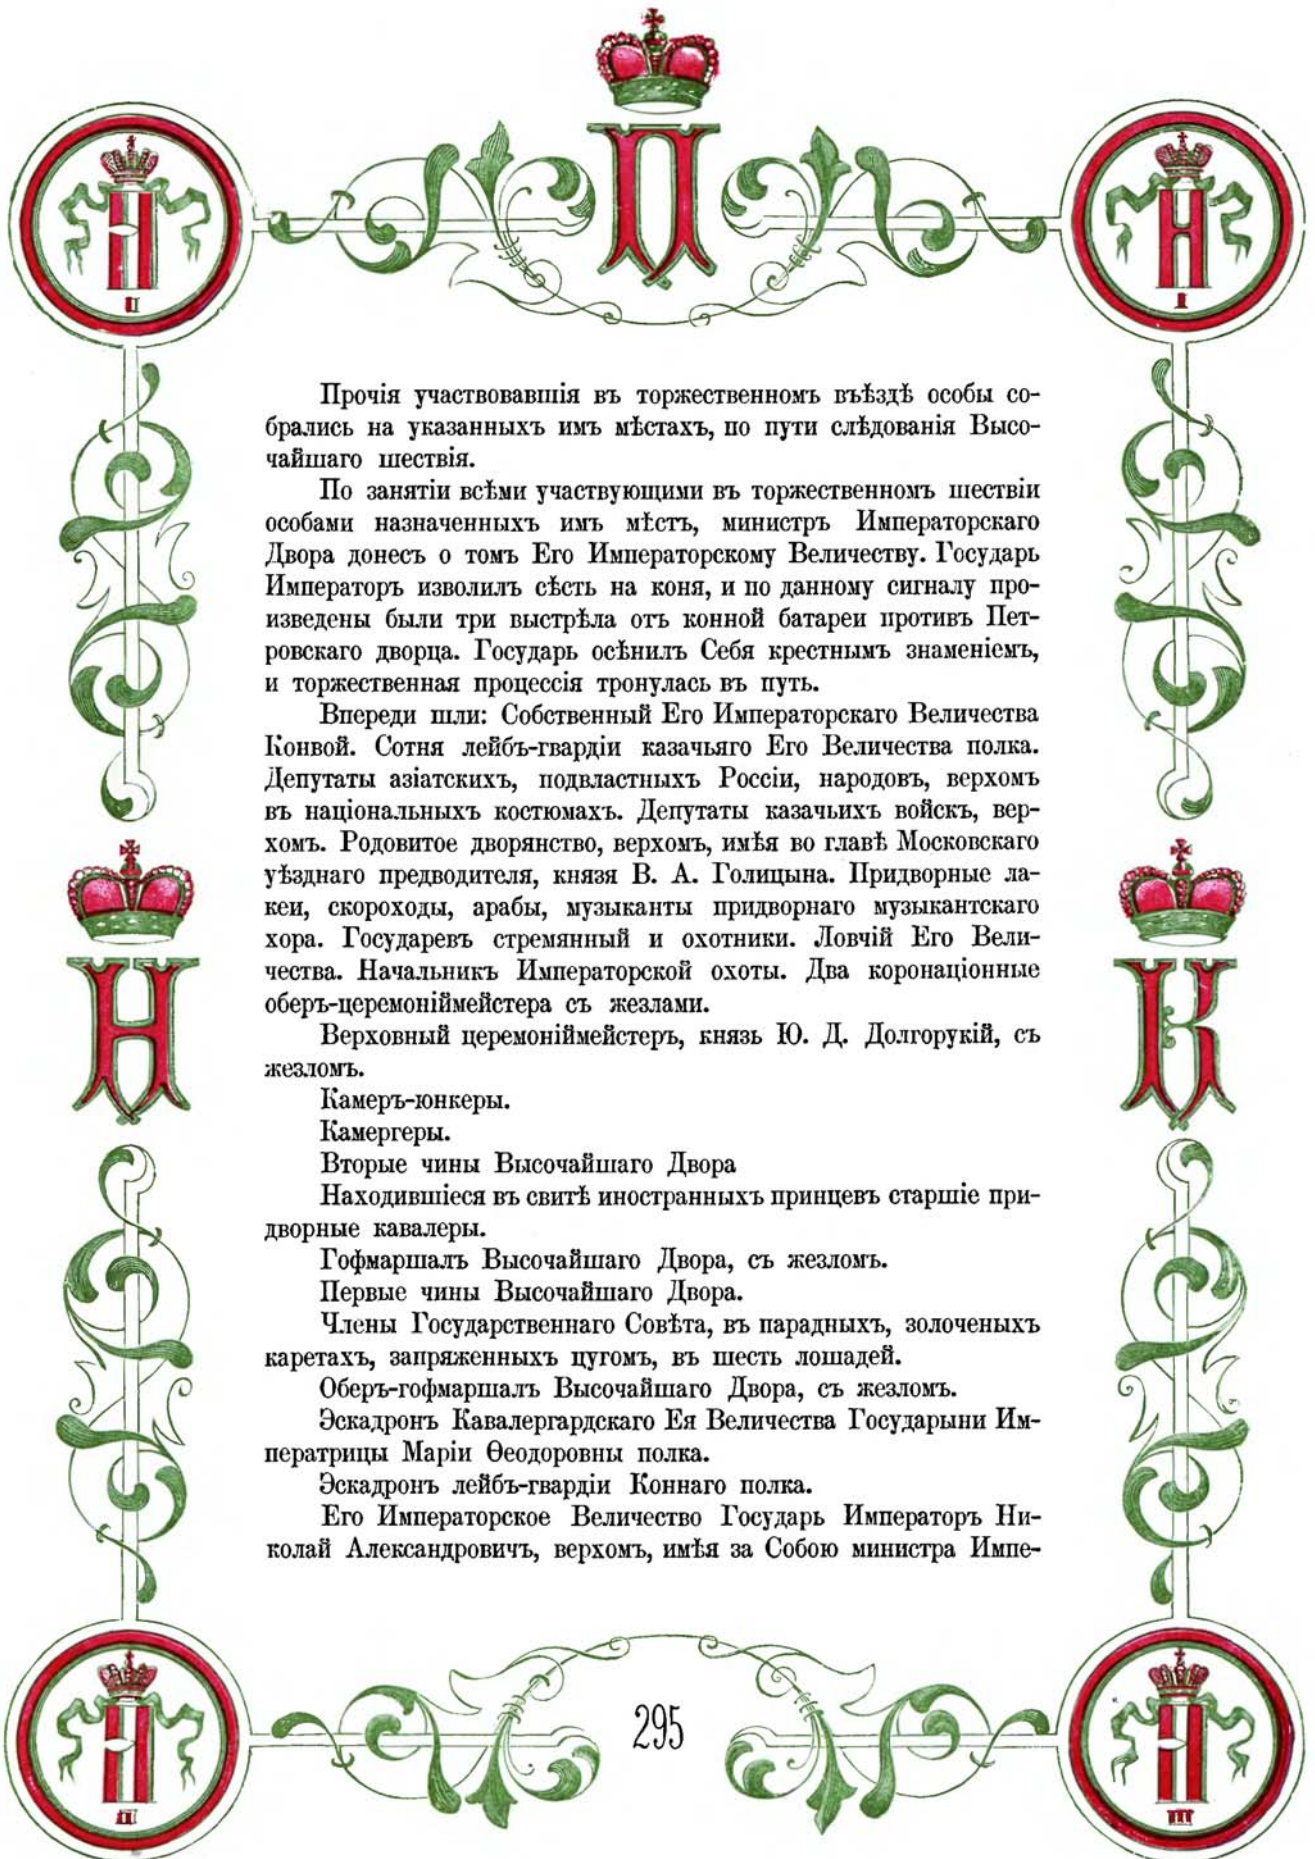 П
II
I
Прочія участвовавшія въ торжественномъ въѣздѣ особы со-
брались на указанныхъ имъ мѣстахъ, по пути слѣдованія Высо-
чайшаго шествія.
По занятіи всѣми участвующими въ торжественномъ шествіи
особами назначенныхъ имъ мѣстъ, министръ Императорскаго
Двора донесъ о томъ Его Императорскому Величеству. Государь
Императоръ изволилъ сѣсть на коня, и по данному сигналу про-
изведены были три выстрѣла отъ конной батареи противъ Пет-
ровскаго дворца. Государь осѣнилъ Себя крестнымъ знаменіемъ,
и торжественная процессія тронулась въ путь.
Впереди шли: Собственный Его Императорскаго Величества
Конвой. Сотня лейбъ-гвардіи казачьяго Его Величества полка.
Депутаты азіатскихъ, подвластныхъ Россіи, народовъ, верхомъ
въ національныхъ костюмахъ. Депутаты казачьихъ войскъ, вер-
хомъ. Родовитое дворянство, верхомъ, имѣя во главѣ Московскаго
уѣзднаго предводителя, князя В. А. Голицына. Придворные ла-
кеи, скороходы, арабы, музыканты придворнаго музыкантскаго
хора. Государевъ стремянный и охотники. Ловчій Его Вели-
чества. Начальникъ Императорской охоты. Два коронаціонные
оберъ-церемоніймейстера съ жезлами.
Верховный церемоніймейстеръ, князь Ю. Д. Долгорукій, съ
жезломъ.
Камеръ-юнкеры.
Камергеры.
Вторые чины Высочайшаго Двора
Находившіеся въ свитѣ иностранныхъ принцевъ старшіе при-
дворные кавалеры.
Гофмаршалъ Высочайшаго Двора, съ жезломъ.
Первые чины Высочайшаго Двора.
Члены Государственнаго Совѣта, въ парадныхъ, золоченыхъ
каретахъ, запряженныхъ цугомъ, въ шесть лошадей.
Оберъ-гофмаршалъ Высочайшаго Двора, съ жезломъ.
Эскадронъ Кавалергардскаго Ея Величества Государыни Им-
ператрицы Маріи Ѳеодоровны полка.
Эскадронъ лейбъ-гвардіи Коннаго полка.
Его Императорское Величество Государь Императоръ Ни-
колай Александровичъ, верхомъ, имѣя за Собою министра Импе-
Н
К
II
III
295